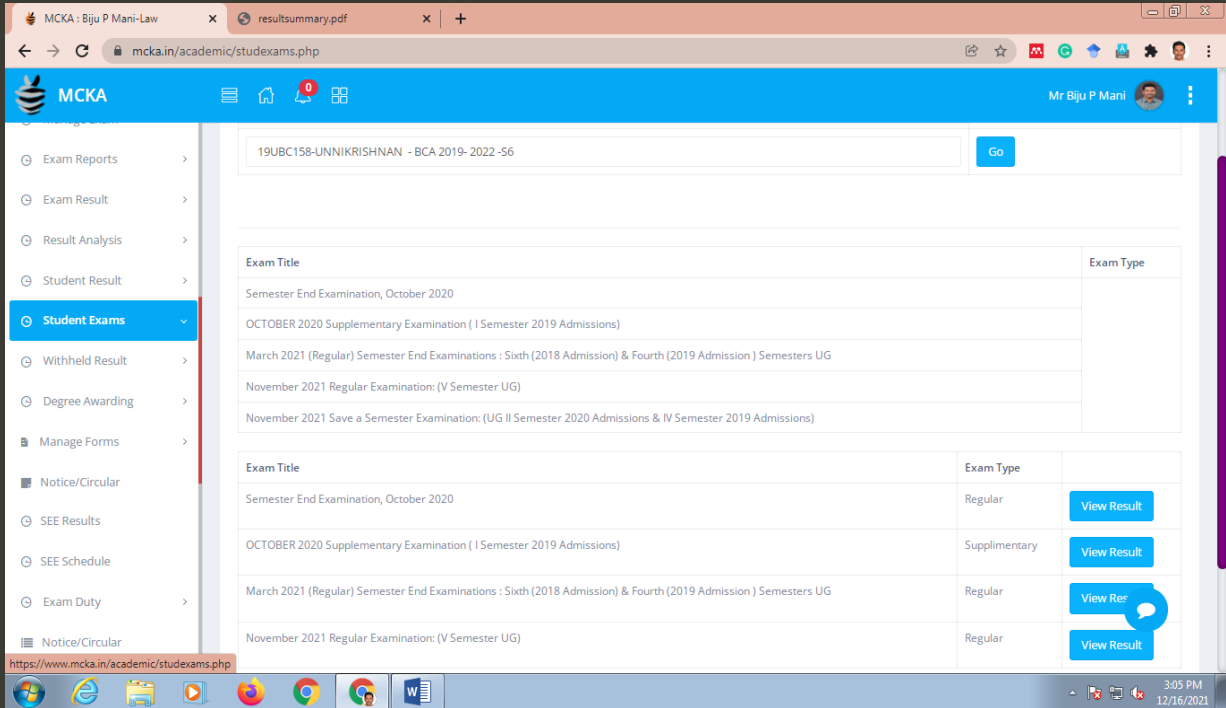 MCKA : Biju P Mani-Law
resultsummary.pdf
mcka.in/academic/studexams.php
MCKA
0
Mr Biju P Mani
19UBC158-UNNIKRISHNAN - BCA 2019- 2022 -S6
Go
Exam Reports
Exam Result
Result Analysis
Student Result
Student Exams
Withheld Result
Degree Awarding
Manage Forms
Notice/Circular
SEE Results
SEE Schedule
Exam Duty
Notice/Circular
Exam Title Exam Type
Semester End Examination, October 2020
OCTOBER 2020 Supplementary Examination ( I Semester 2019 Admissions)
March 2021 (Regular) Semester End Examinations : Sixth (2018 Admission) & Fourth (2019 Admission ) Semesters UG
November 2021 Regular Examination: (V Semester UG)
November 2021 Save a Semester Examination: (UG II Semester 2020 Admissions & IV Semester 2019 Admissions)
Exam Title Exam Type
Semester End Examination, October 2020 Regular View Result
OCTOBER 2020 Supplementary Examination ( I Semester 2019 Admissions) Supplimentary View Result
March 2021 (Regular) Semester End Examinations : Sixth (2018 Admission) & Fourth (2019 Admission ) Semesters UG Regular View Res
November 2021 Regular Examination: (V Semester UG) Regular View Result
https://www.mcka.in/academic/studexams.php
3:05 PM
12/16/2021